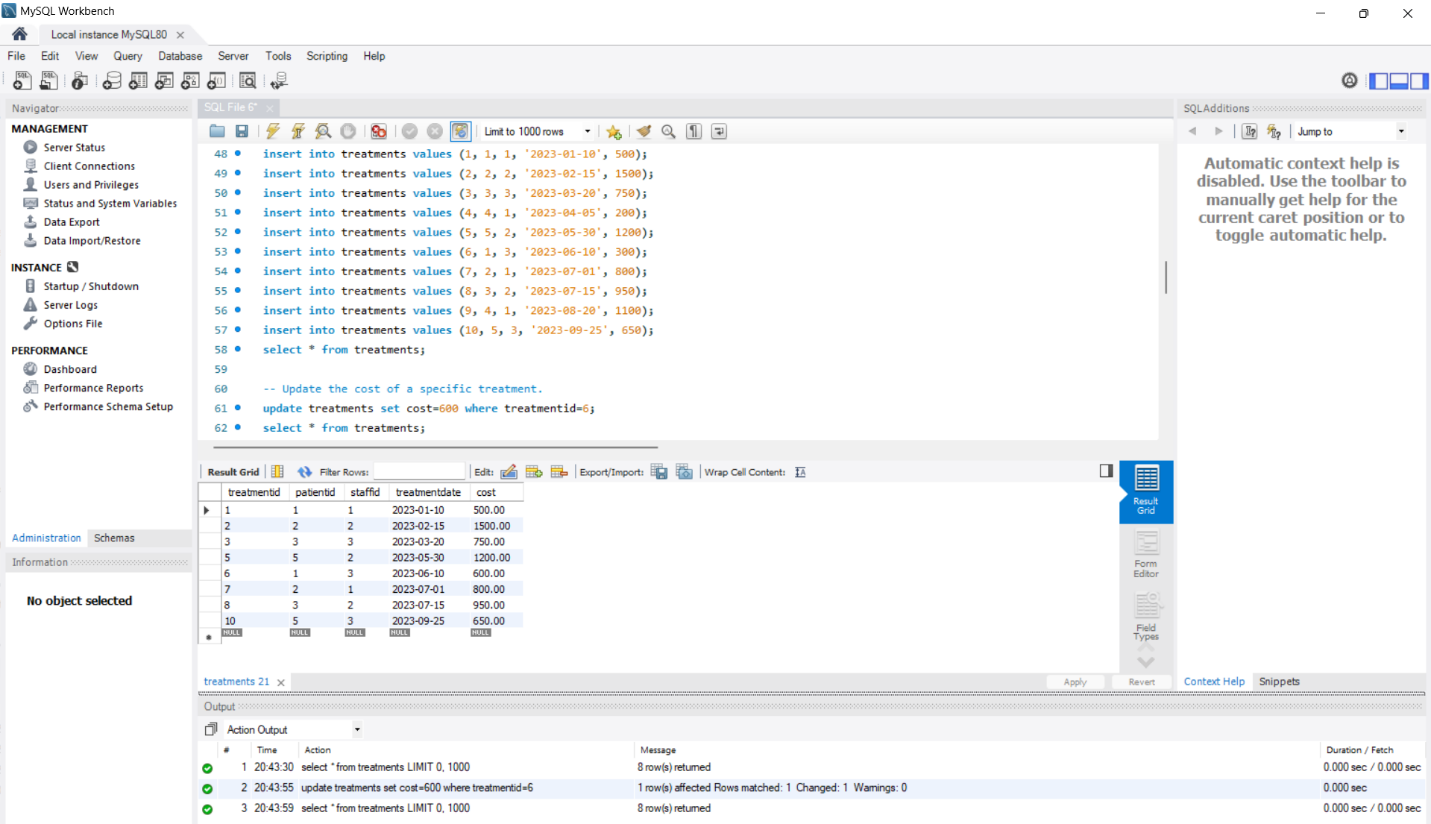 MySQL Workbench
Local instance MySQL80
File Edit View Query Database Server Tools Scripting Help
Navigator
MANAGEMENT
Server Status
Client Connections
Users and Privileges
Status and System Variables
Data Export
Data Import/Restore
INSTANCE
Startup / Shutdown
Server Logs
Options File
PERFORMANCE
Dashboard
Performance Reports
Performance Schema Setup
Administration Schemas
Information
No object selected
SQL File 6*
Limit to 1000 rows
48 insert into treatments values (1, 1, 1, '2023-01-10', 500);
49 insert into treatments values (2, 2, 2, '2023-02-15', 1500);
50 insert into treatments values (3, 3, 3, '2023-03-20', 750);
51 insert into treatments values (4, 4, 1, '2023-04-05', 200);
52 insert into treatments values (5, 5, 2, '2023-05-30', 1200);
53 insert into treatments values (6, 1, 3, '2023-06-10', 300);
54 insert into treatments values (7, 2, 1, '2023-07-01', 800);
55 insert into treatments values (8, 3, 2, '2023-07-15', 950);
56 insert into treatments values (9, 4, 1, '2023-08-20', 1100);
57 insert into treatments values (10, 5, 3, '2023-09-25', 650);
58 select * from treatments;
59
60 -- Update the cost of a specific treatment.
61 update treatments set cost=600 where treatmentid=6;
62 select * from treatments;
Result Grid Filter Rows: Edit: Export/Import: Wrap Cell Content:
treatmentid patientid staffid treatmentdate cost
1 1 1 2023-01-10 500.00
2 2 2 2023-02-15 1500.00
3 3 3 2023-03-20 750.00
5 5 2 2023-05-30 1200.00
6 1 3 2023-06-10 600.00
7 2 1 2023-07-01 800.00
8 3 2 2023-07-15 950.00
10 5 3 2023-09-25 650.00
NULL NULL NULL NULL NULL
Result
Grid
Form
Editor
Field
Types
treatments 21 Apply Revert
SQLAdditions
Jump to
Automatic context help is
disabled. Use the toolbar to
manually get help for the
current caret position or to
toggle automatic help.
Context Help Snippets
Output
Action Output
# Time Action Message Duration / Fetch
1 20:43:30 select * from treatments LIMIT 0, 1000 8 row(s) returned 0.000 sec / 0.000 sec
2 20:43:55 update treatments set cost=600 where treatmentid=6 1 row(s) affected Rows matched: 1 Changed: 1 Warnings: 0 0.000 sec
3 20:43:59 select * from treatments LIMIT 0, 1000 8 row(s) returned 0.000 sec / 0.000 sec